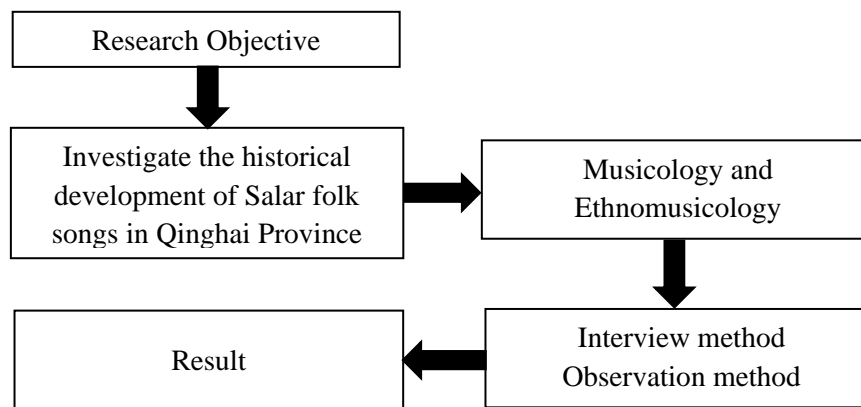 Research Objective
Investigate the historical
development of Salar folk
songs in Qinghai Province
Musicology and
Ethnomusicology
Interview method
Observation method
Result